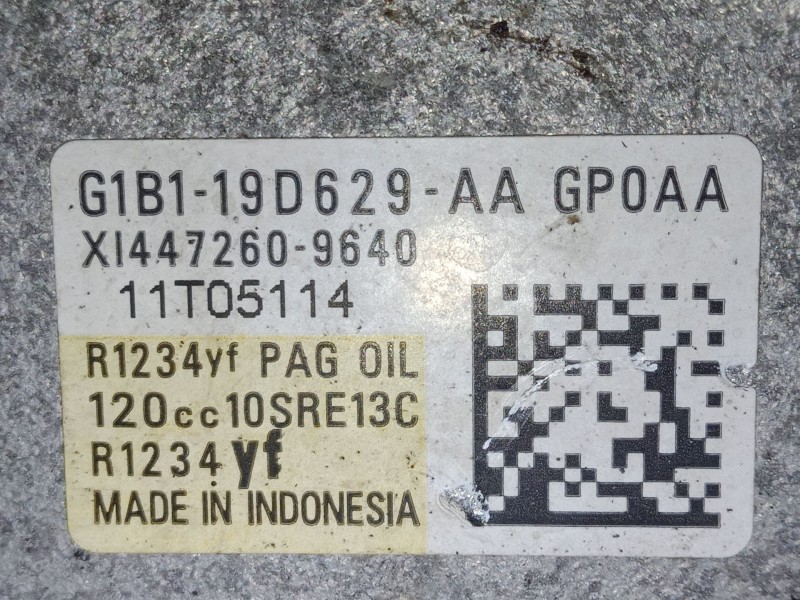 G1B1-19D629-AA GP0AA
XI447260-9640
11T05114
R1234yf PAG OIL
120cc10SRE13C
R1234yf
MADE IN INDONESIA